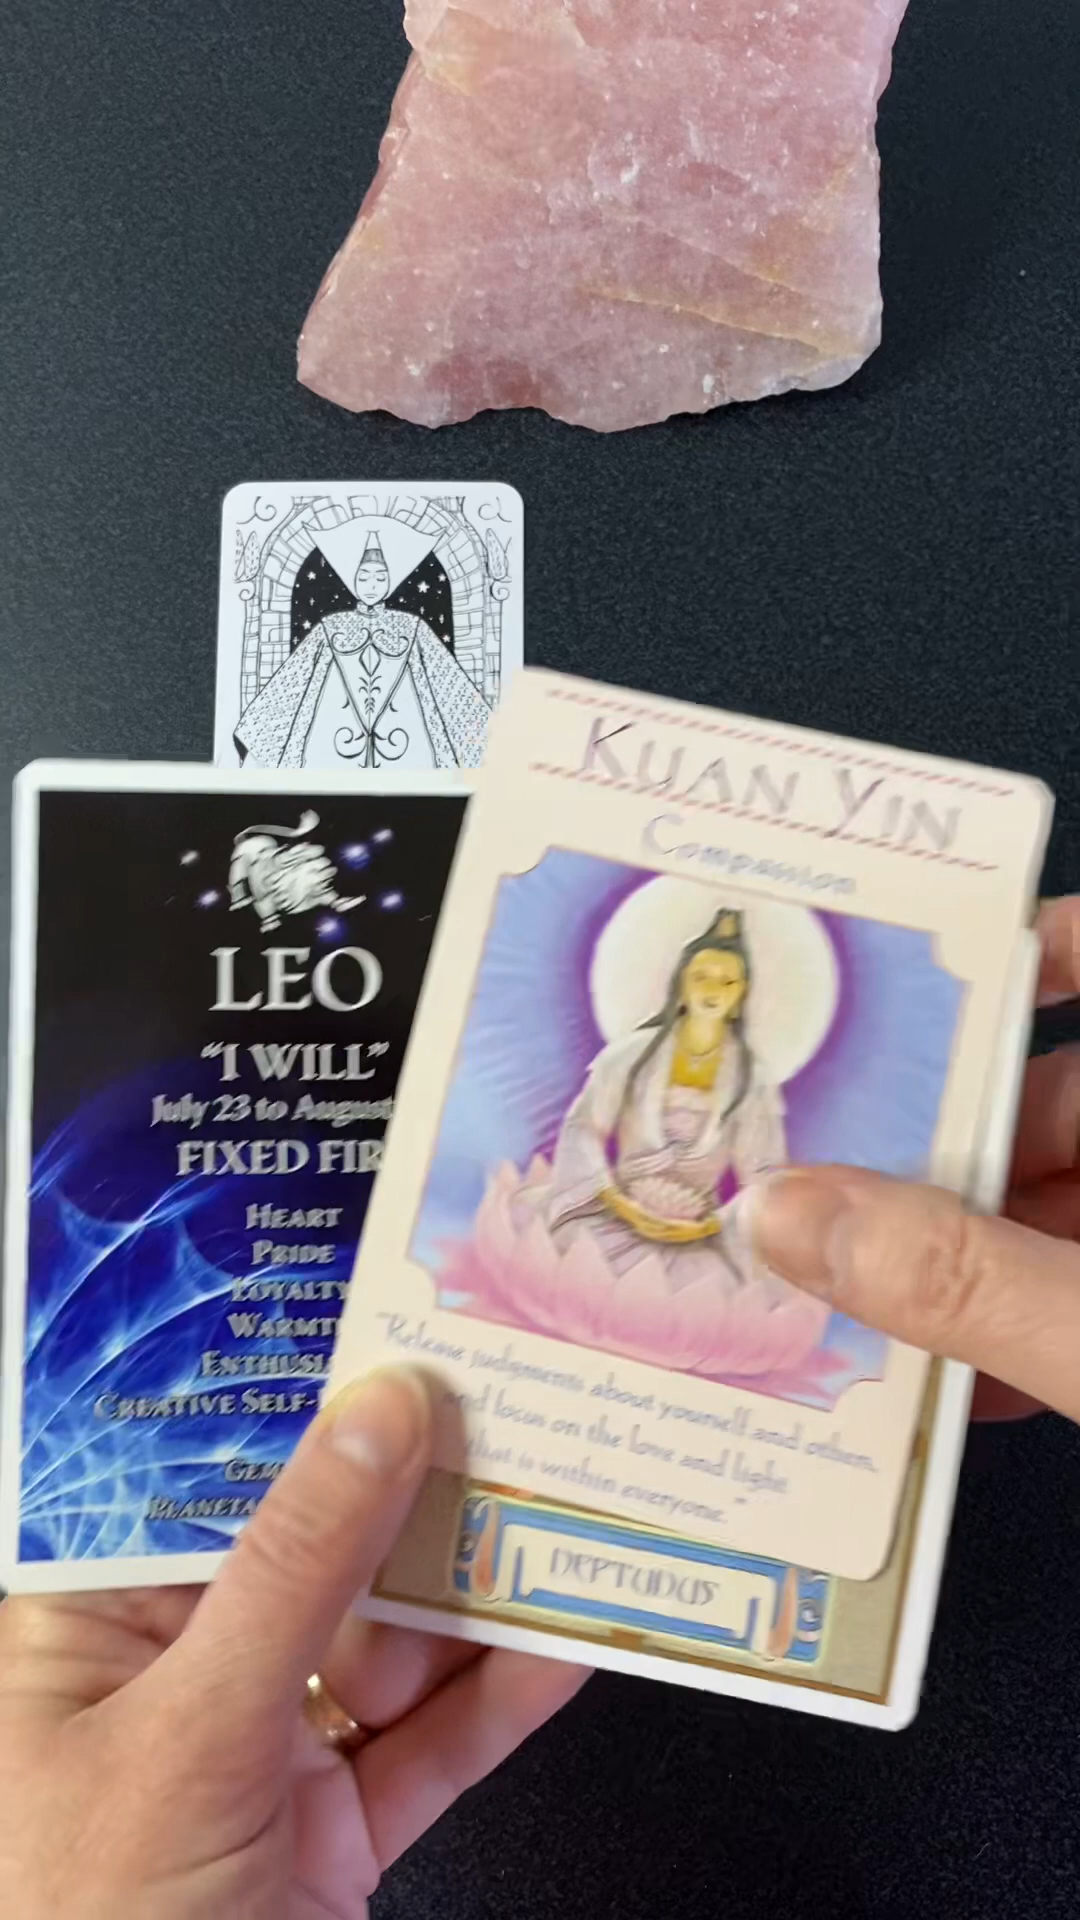 LEO
“I WILL”
July 23 to August
FIXED FIR
HEART
PRIDE
LOYALTY
WARMT
ENTHUSIA
CREATIVE SELF-
GEM
PLANETA
KUAN YIN
Compassion
“Release judgments about yourself and others,
and focus on the love and light
that is within everyone.”
NEPTUNUS